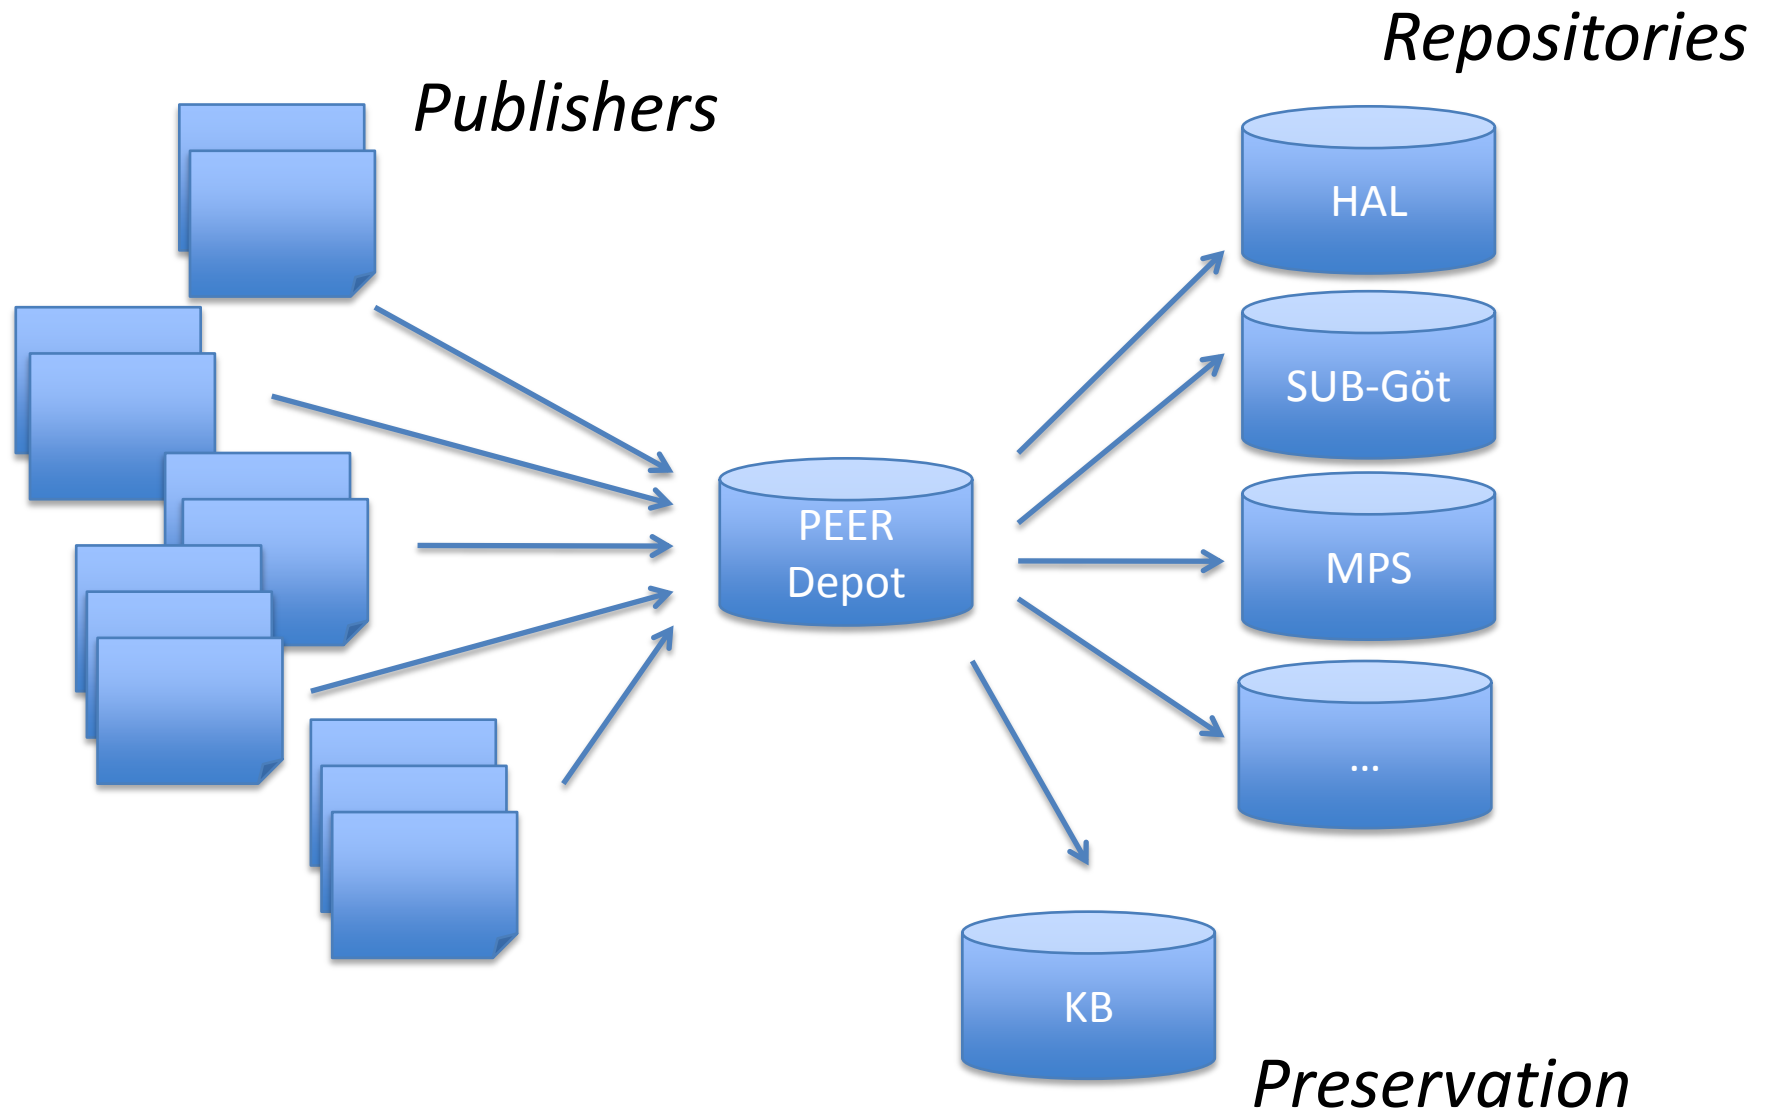 Repositories
Publishers
HAL
SUB-Göt
PEER
Depot
MPS
...
KB
Preservation